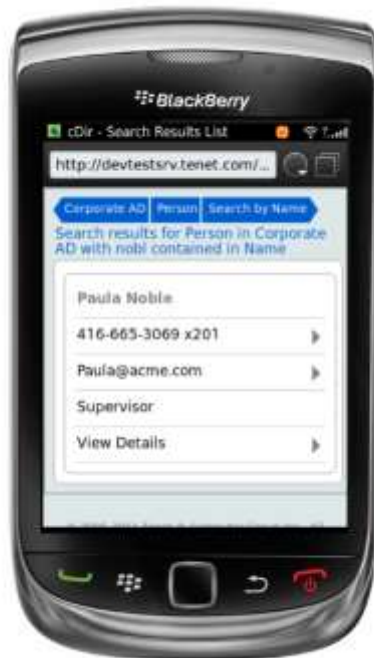 BlackBerry
cDir - Search Results List
http://devtestsrv.tenet.com/...
Corporate AD Person Search by Name
Search results for Person in Corporate
AD with nobl contained in Name
Paula Noble
416-665-3069 x201
Paula@acme.com
Supervisor
View Details